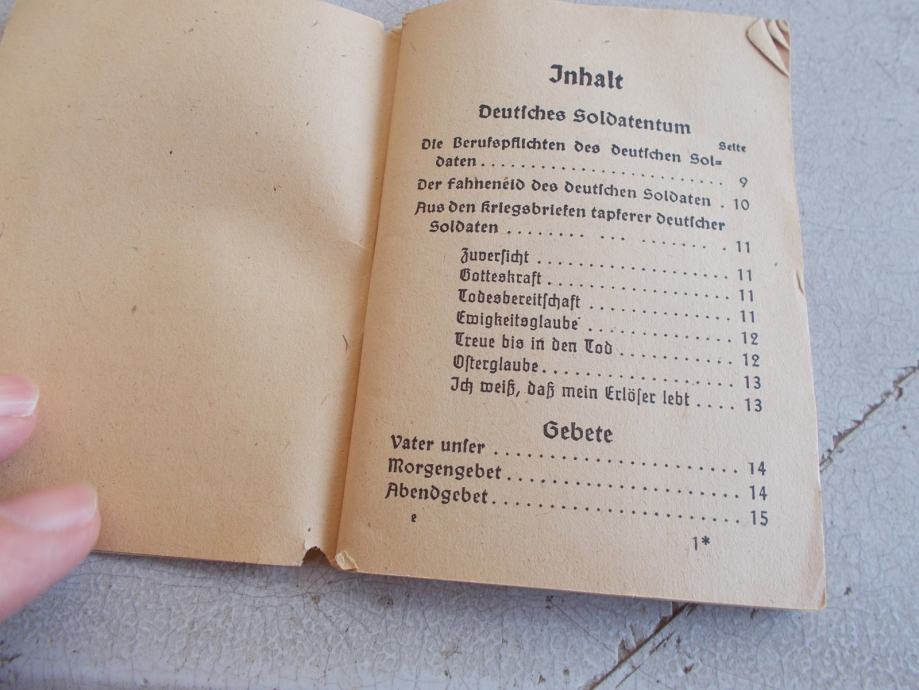 Inhalt
Deutſches Soldatentum
Seite
Die Berufspflichten des deutſchen Sol=
daten . . . . . . . . . . . . . . . . . . . . . . . . 9
Der Fahneneid des deutſchen Soldaten . 10
Aus den Kriegsbriefen tapferer deutſcher
Soldaten . . . . . . . . . . . . . . . . . . . . 11
Zuverſicht . . . . . . . . . . . . . . . . . . 11
Gotteskraft . . . . . . . . . . . . . . . . . 11
Todesbereitſchaft . . . . . . . . . . . . . 11
Ewigkeitsglaube . . . . . . . . . . . . . 12
Treue bis in den Tod . . . . . . . . . . 12
Oſterglaube . . . . . . . . . . . . . . . . . 13
Ich weiß, daß mein Erlöſer lebt . . . . 13
Gebete
Vater unſer . . . . . . . . . . . . . . . . . . . . . 14
Morgengebet . . . . . . . . . . . . . . . . . . . . 14
Abendgebet . . . . . . . . . . . . . . . . . . . . . 15
e
1*